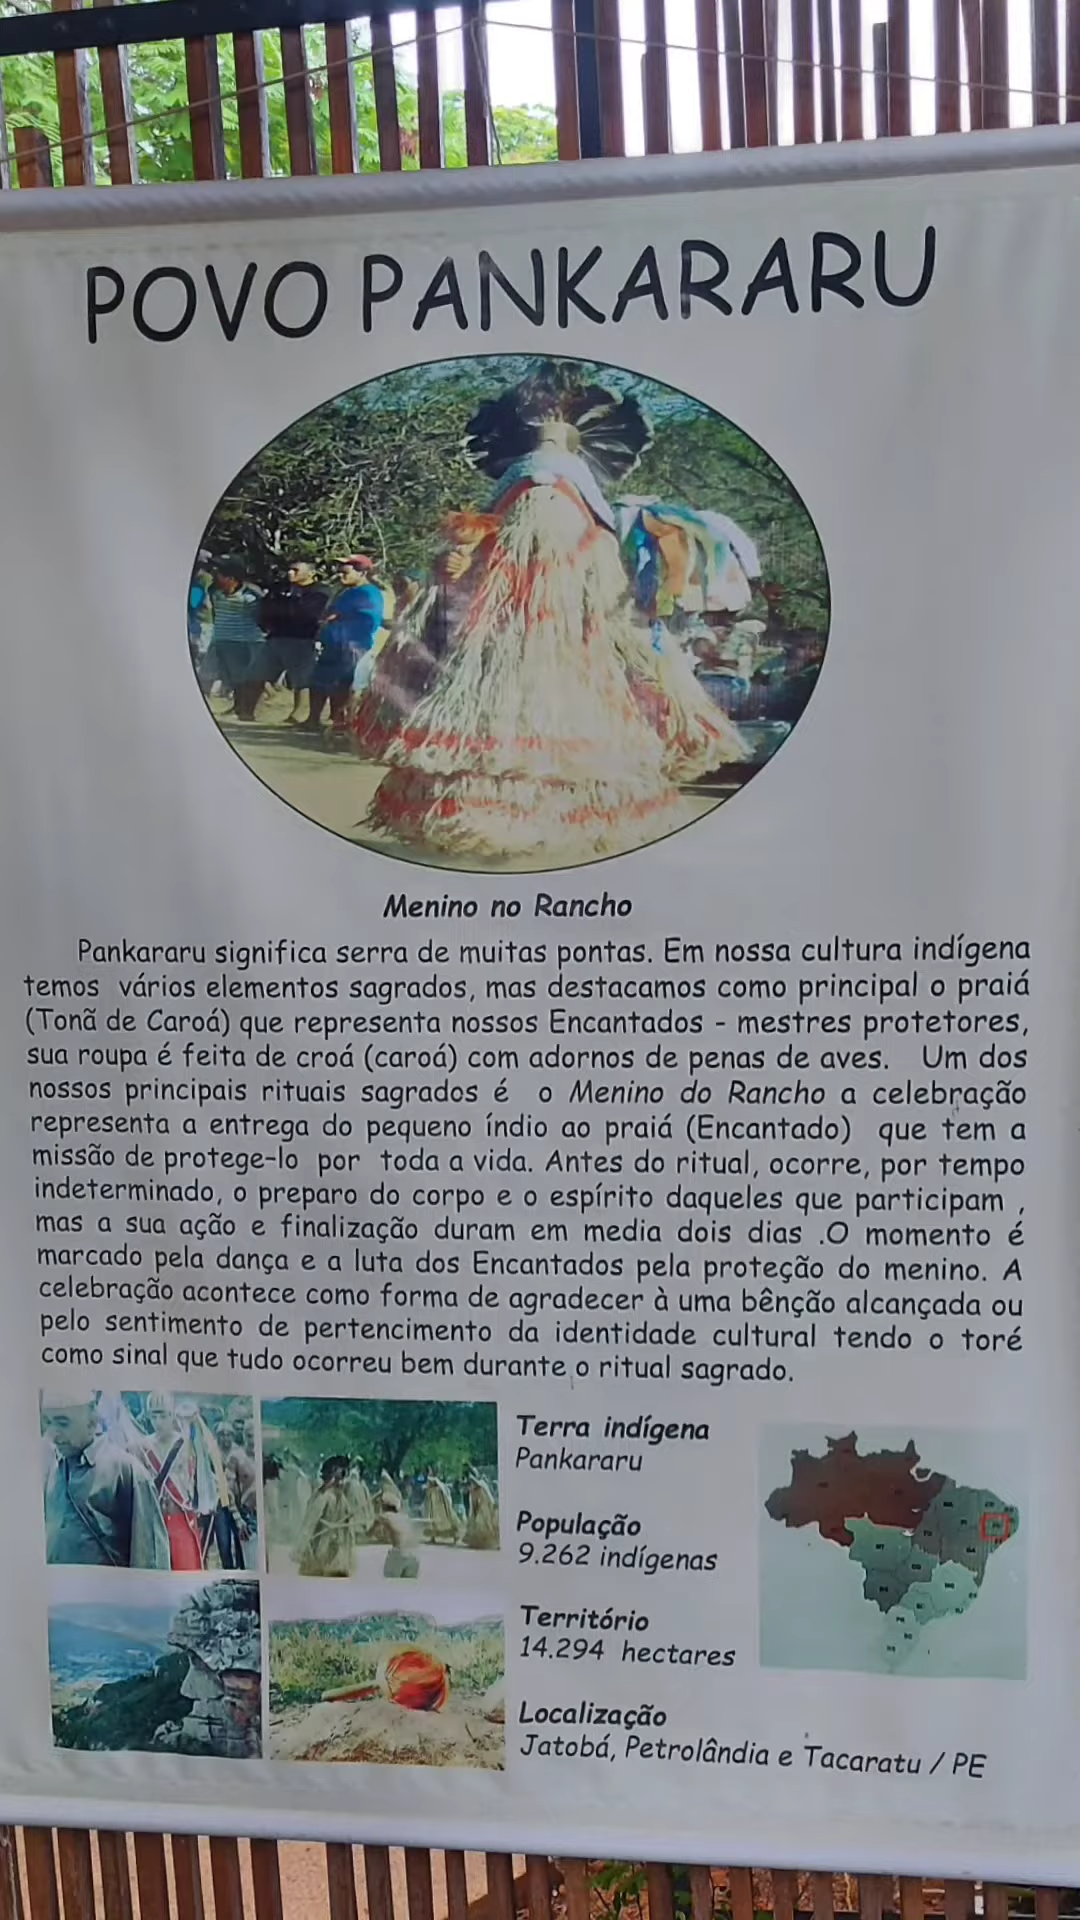 POVO PANKARARU
Menino no Rancho
Pankararu significa serra de muitas pontas. Em nossa cultura indígena
temos vários elementos sagrados, mas destacamos como principal o praiá
(Tonã de Caroá) que representa nossos Encantados - mestres protetores,
sua roupa é feita de croá (caroá) com adornos de penas de aves. Um dos
nossos principais rituais sagrados é o Menino do Rancho a celebração
representa a entrega do pequeno índio ao praiá (Encantado) que tem a
missão de protege-lo por toda a vida. Antes do ritual, ocorre, por tempo
indeterminado, o preparo do corpo e o espírito daqueles que participam ,
mas a sua ação e finalização duram em media dois dias .O momento é
marcado pela dança e a luta dos Encantados pela proteção do menino. A
celebração acontece como forma de agradecer à uma bênção alcançada ou
pelo sentimento de pertencimento da identidade cultural tendo o toré
como sinal que tudo ocorreu bem durante o ritual sagrado.
Terra indígena
Pankararu
População
9.262 indígenas
Território
14.294 hectares
Localização
Jatobá, Petrolândia e Tacaratu / PE